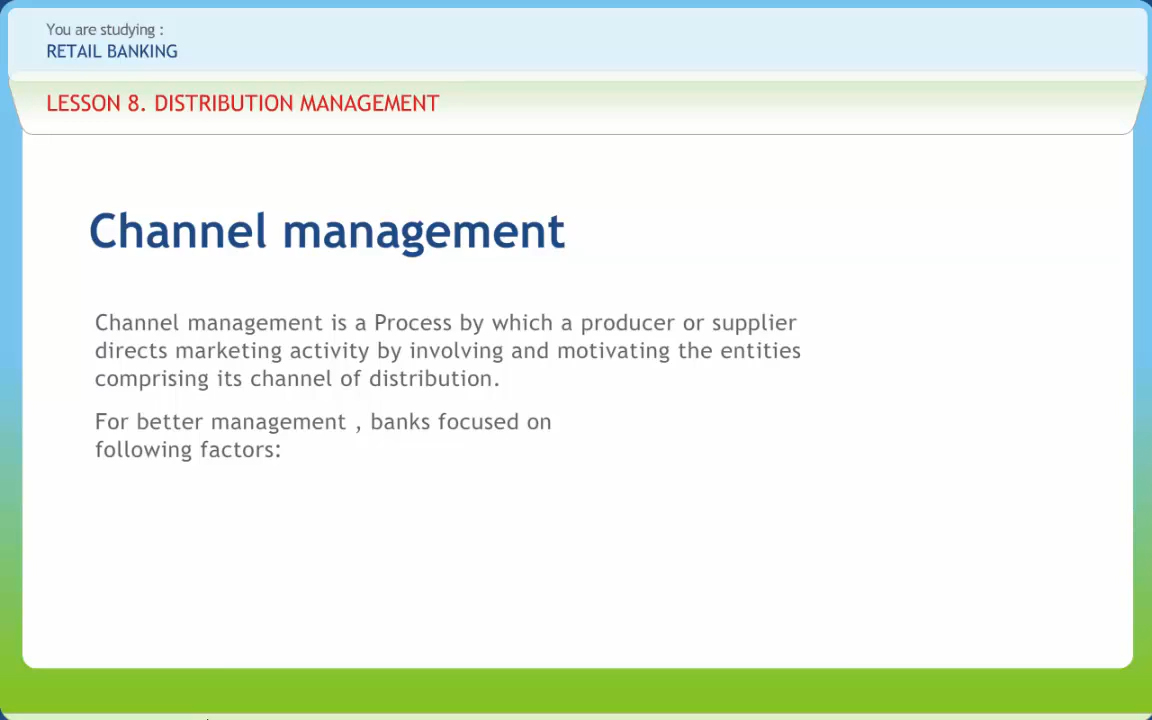 You are studying :
RETAIL BANKING
LESSON 8. DISTRIBUTION MANAGEMENT
Channel management
Channel management is a Process by which a producer or supplier
directs marketing activity by involving and motivating the entities
comprising its channel of distribution.
For better management , banks focused on
following factors: